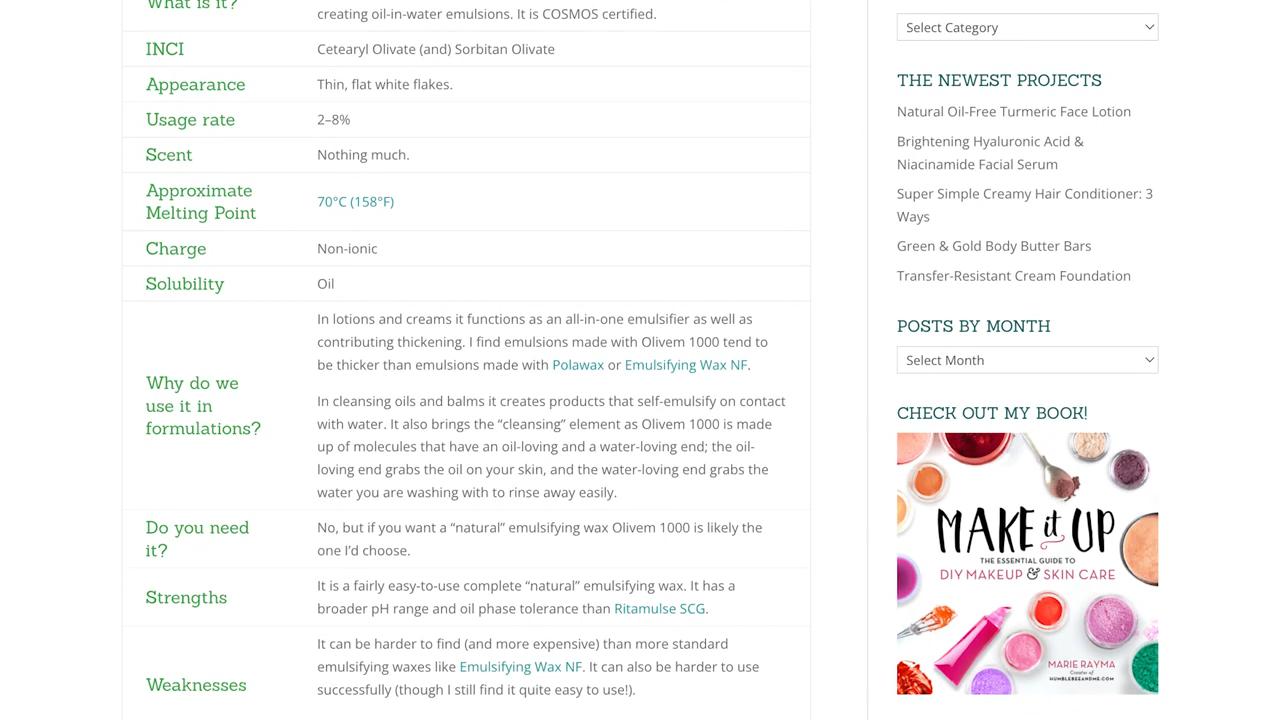 What is it?
creating oil-in-water emulsions. It is COSMOS certified.
INCI
Cetearyl Olivate (and) Sorbitan Olivate
Appearance
Thin, flat white flakes.
Usage rate
2–8%
Scent
Nothing much.
Approximate
Melting Point
70°C (158°F)
Charge
Non-ionic
Solubility
Oil
Why do we
use it in
formulations?
In lotions and creams it functions as an all-in-one emulsifier as well as
contributing thickening. I find emulsions made with Olivem 1000 tend to
be thicker than emulsions made with Polawax or Emulsifying Wax NF.
In cleansing oils and balms it creates products that self-emulsify on contact
with water. It also brings the “cleansing” element as Olivem 1000 is made
up of molecules that have an oil-loving and a water-loving end; the oil-
loving end grabs the oil on your skin, and the water-loving end grabs the
water you are washing with to rinse away easily.
Do you need
it?
No, but if you want a “natural” emulsifying wax Olivem 1000 is likely the
one I’d choose.
Strengths
It is a fairly easy-to-use complete “natural” emulsifying wax. It has a
broader pH range and oil phase tolerance than Ritamulse SCG.
Weaknesses
It can be harder to find (and more expensive) than more standard
emulsifying waxes like Emulsifying Wax NF. It can also be harder to use
successfully (though I still find it quite easy to use!).
Select Category
THE NEWEST PROJECTS
Natural Oil-Free Turmeric Face Lotion
Brightening Hyaluronic Acid &
Niacinamide Facial Serum
Super Simple Creamy Hair Conditioner: 3
Ways
Green & Gold Body Butter Bars
Transfer-Resistant Cream Foundation
POSTS BY MONTH
Select Month
CHECK OUT MY BOOK!
MAKE it UP
THE ESSENTIAL GUIDE TO
DIY MAKEUP & SKIN CARE
MARIE RAYMA
Creator of
HUMBLEBEEANDME.COM